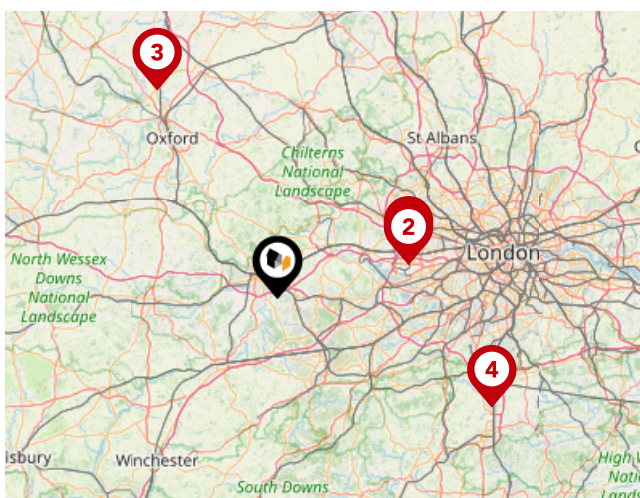 3
Oxford
St Albans
Chilterns
National
Landscape
2
London
North Wessex
Downs
National
Landscape
4
isbury
Winchester
South Downs
High W
Nation
Land